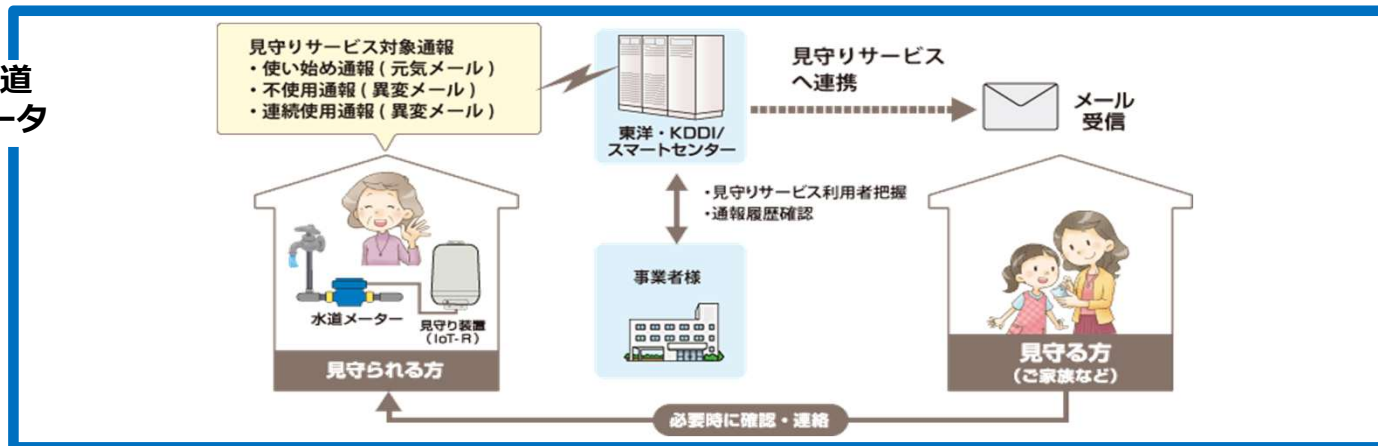 道
ータ
見守りサービス対象通報
・使い始め通報 ( 元気メール )
・不使用通報 ( 異変メール )
・連続使用通報 ( 異変メール )
東洋・KDDI/
スマートセンター
見守りサービス
へ連携
メール
受信
・見守りサービス利用者把握
・通報履歴確認
事業者様
水道メーター
見守り装置
(IoT-R)
見守られる方
見守る方
(ご家族など)
必要時に確認・連絡